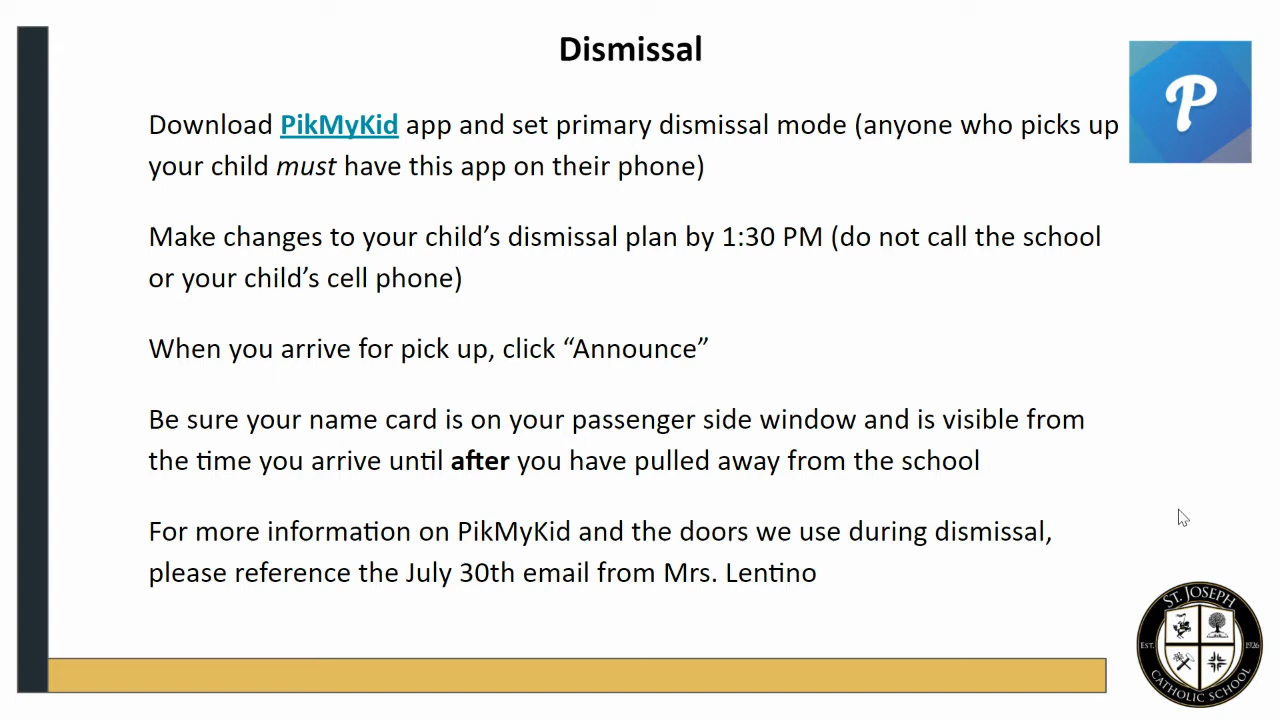 Dismissal
Download PikMyKid app and set primary dismissal mode (anyone who picks up
your child must have this app on their phone)
Make changes to your child’s dismissal plan by 1:30 PM (do not call the school
or your child’s cell phone)
When you arrive for pick up, click “Announce”
Be sure your name card is on your passenger side window and is visible from
the time you arrive until after you have pulled away from the school
For more information on PikMyKid and the doors we use during dismissal,
please reference the July 30th email from Mrs. Lentino
P
ST. JOSEPH
EST. 1926
CATHOLIC SCHOOL